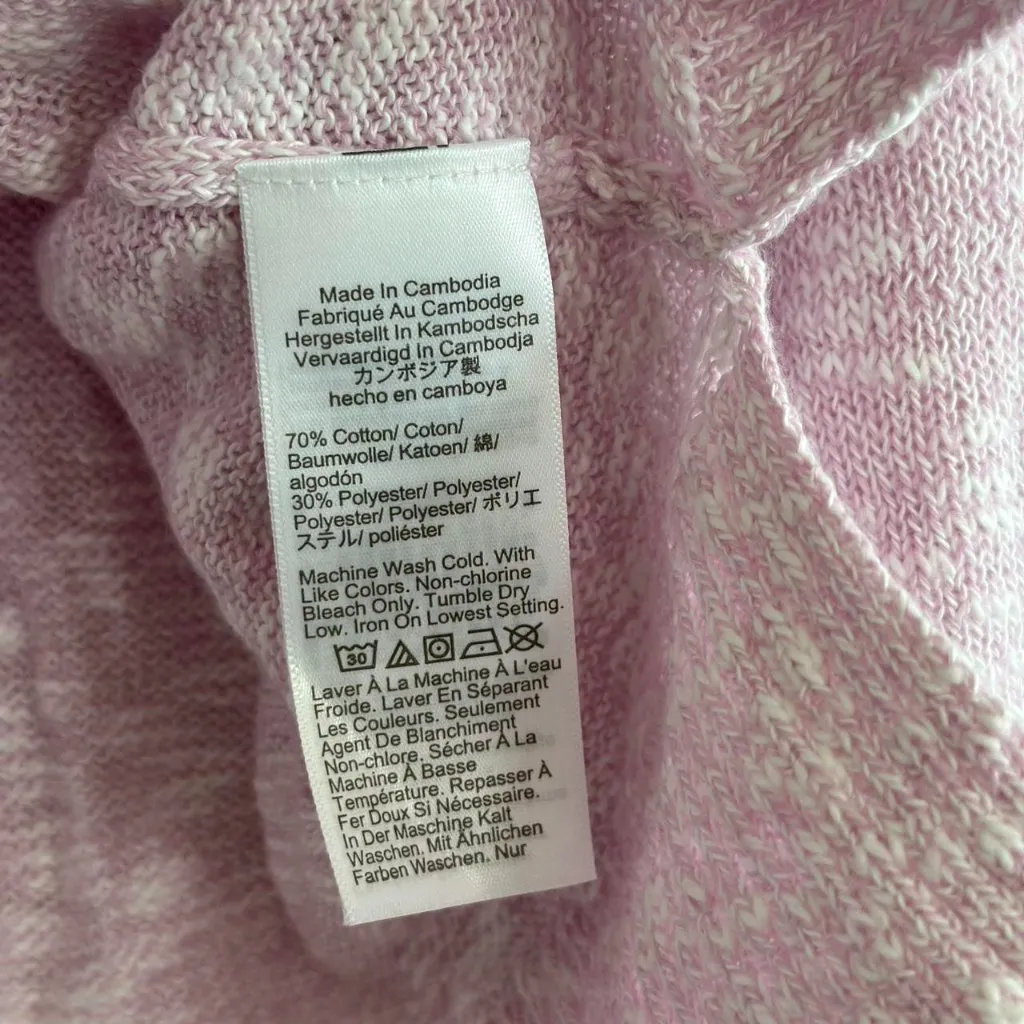 Made In Cambodia
Fabriqué Au Cambodge
Hergestellt In Kambodscha
Vervaardigd In Cambodja
カンボジア製
hecho en camboya
70% Cotton/ Coton/
Baumwolle/ Katoen/ 綿/
algodón
30% Polyester/ Polyester/
Polyester/ Polyester/ ポリエ
ステル/ poliéster
Machine Wash Cold. With
Like Colors. Non-chlorine
Bleach Only. Tumble Dry
Low. Iron On Lowest Setting.
30
Laver À La Machine À L'eau
Froide. Laver En Séparant
Les Couleurs. Seulement
Agent De Blanchiment
Non-chlore. Sécher À La
Machine À Basse
Température. Repasser À
Fer Doux Si Nécessaire.
In Der Maschine Kalt
Waschen. Mit Ähnlichen
Farben Waschen. Nur